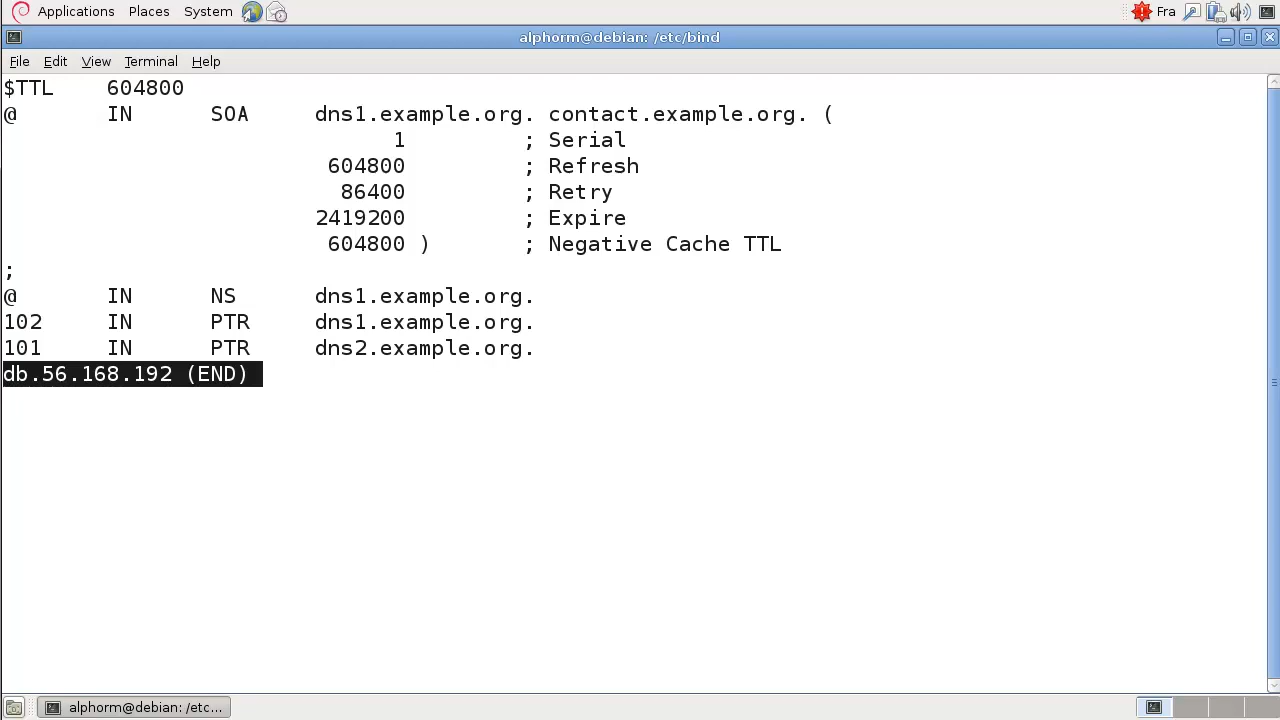 Applications Places System Fra
alphorm@debian: /etc/bind
File Edit View Terminal Help
$TTL 604800
@ IN SOA dns1.example.org. contact.example.org. (
1 ; Serial
604800 ; Refresh
86400 ; Retry
2419200 ; Expire
604800 ) ; Negative Cache TTL
;
@ IN NS dns1.example.org.
102 IN PTR dns1.example.org.
101 IN PTR dns2.example.org.
db.56.168.192 (END)
alphorm@debian: /etc...